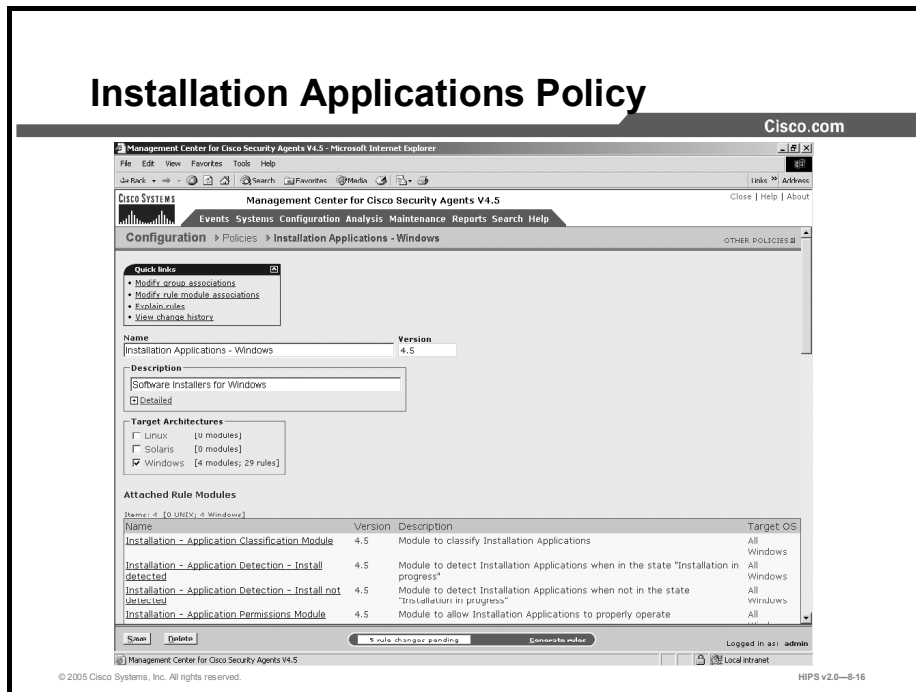 Installation Applications Policy
Cisco.com
Management Center for Cisco Security Agents V4.5 - Microsoft Internet Explorer
File Edit View Favorites Tools Help
Back Search Favorites Media Links » Address
CISCO SYSTEMS
Management Center for Cisco Security Agents V4.5
Close | Help | About
Events Systems Configuration Analysis Maintenance Reports Search Help
Configuration Policies Installation Applications - Windows
OTHER POLICIES
Quick links
• Modify group associations
• Modify rule module associations
• Explain rules
• View change history
Name Version
Installation Applications - Windows 4.5
Description
Software Installers for Windows
Detailed
Target Architectures
Linux [0 modules]
Solaris [0 modules]
Windows [4 modules; 29 rules]
Attached Rule Modules
Items: 4 [0 UNIX; 4 Windows]
Name Version Description Target OS
Installation - Application Classification Module 4.5 Module to classify Installation Applications All
Windows
Installation - Application Detection - Install 4.5 Module to detect Installation Applications when in the state "Installation in All
detected progress" Windows
Installation - Application Detection - Install not 4.5 Module to detect Installation Applications when not in the state All
detected "Installation in progress" Windows
Installation - Application Permissions Module 4.5 Module to allow Installation Applications to properly operate All
Save Delete 5 rule changes pending Generate rules Logged in as: admin
Management Center for Cisco Security Agents V4.5 Local intranet
© 2005 Cisco Systems, Inc. All rights reserved. HIPS v2.0—8-16